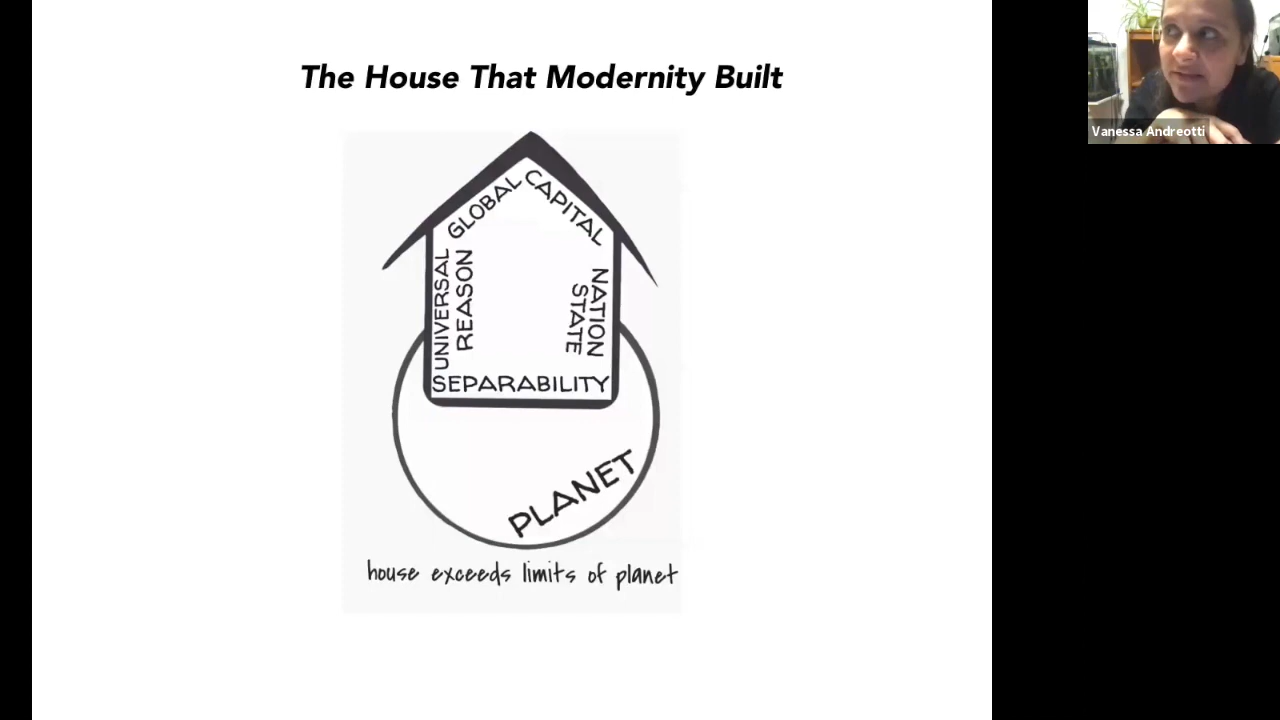 The House That Modernity Built
Vanessa Andreotti
GLOBAL CAPITAL
UNIVERSAL
REASON
NATION
STATE
SEPARABILITY
PLANET
house exceeds limits of planet